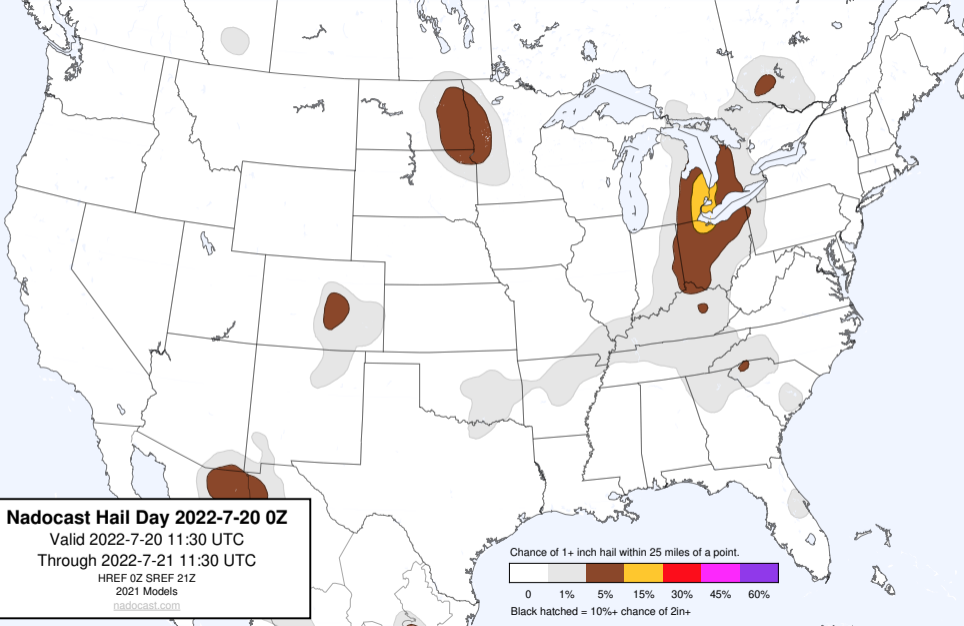 Nadocast Hail Day 2022-7-20 0Z
Valid 2022-7-20 11:30 UTC
Through 2022-7-21 11:30 UTC
HREF 0Z SREF 21Z
2021 Models
nadocast.com
Chance of 1+ inch hail within 25 miles of a point.
0 1% 5% 15% 30% 45% 60%
Black hatched = 10%+ chance of 2in+